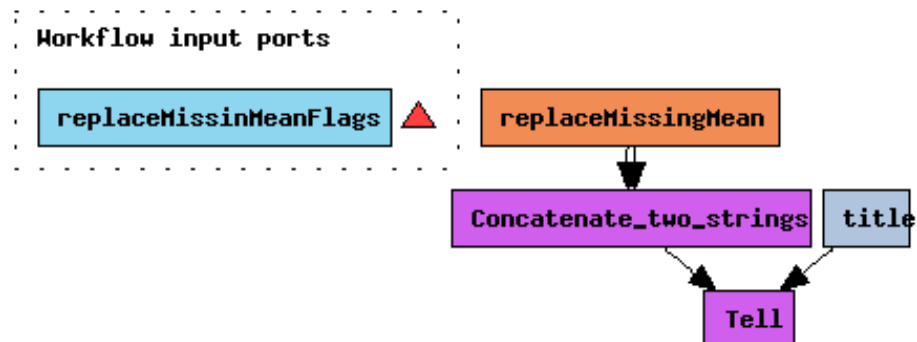 Workflow input ports
replaceMissinMeanFlags
replaceMissingMean
Concatenate_two_strings
title
Tell